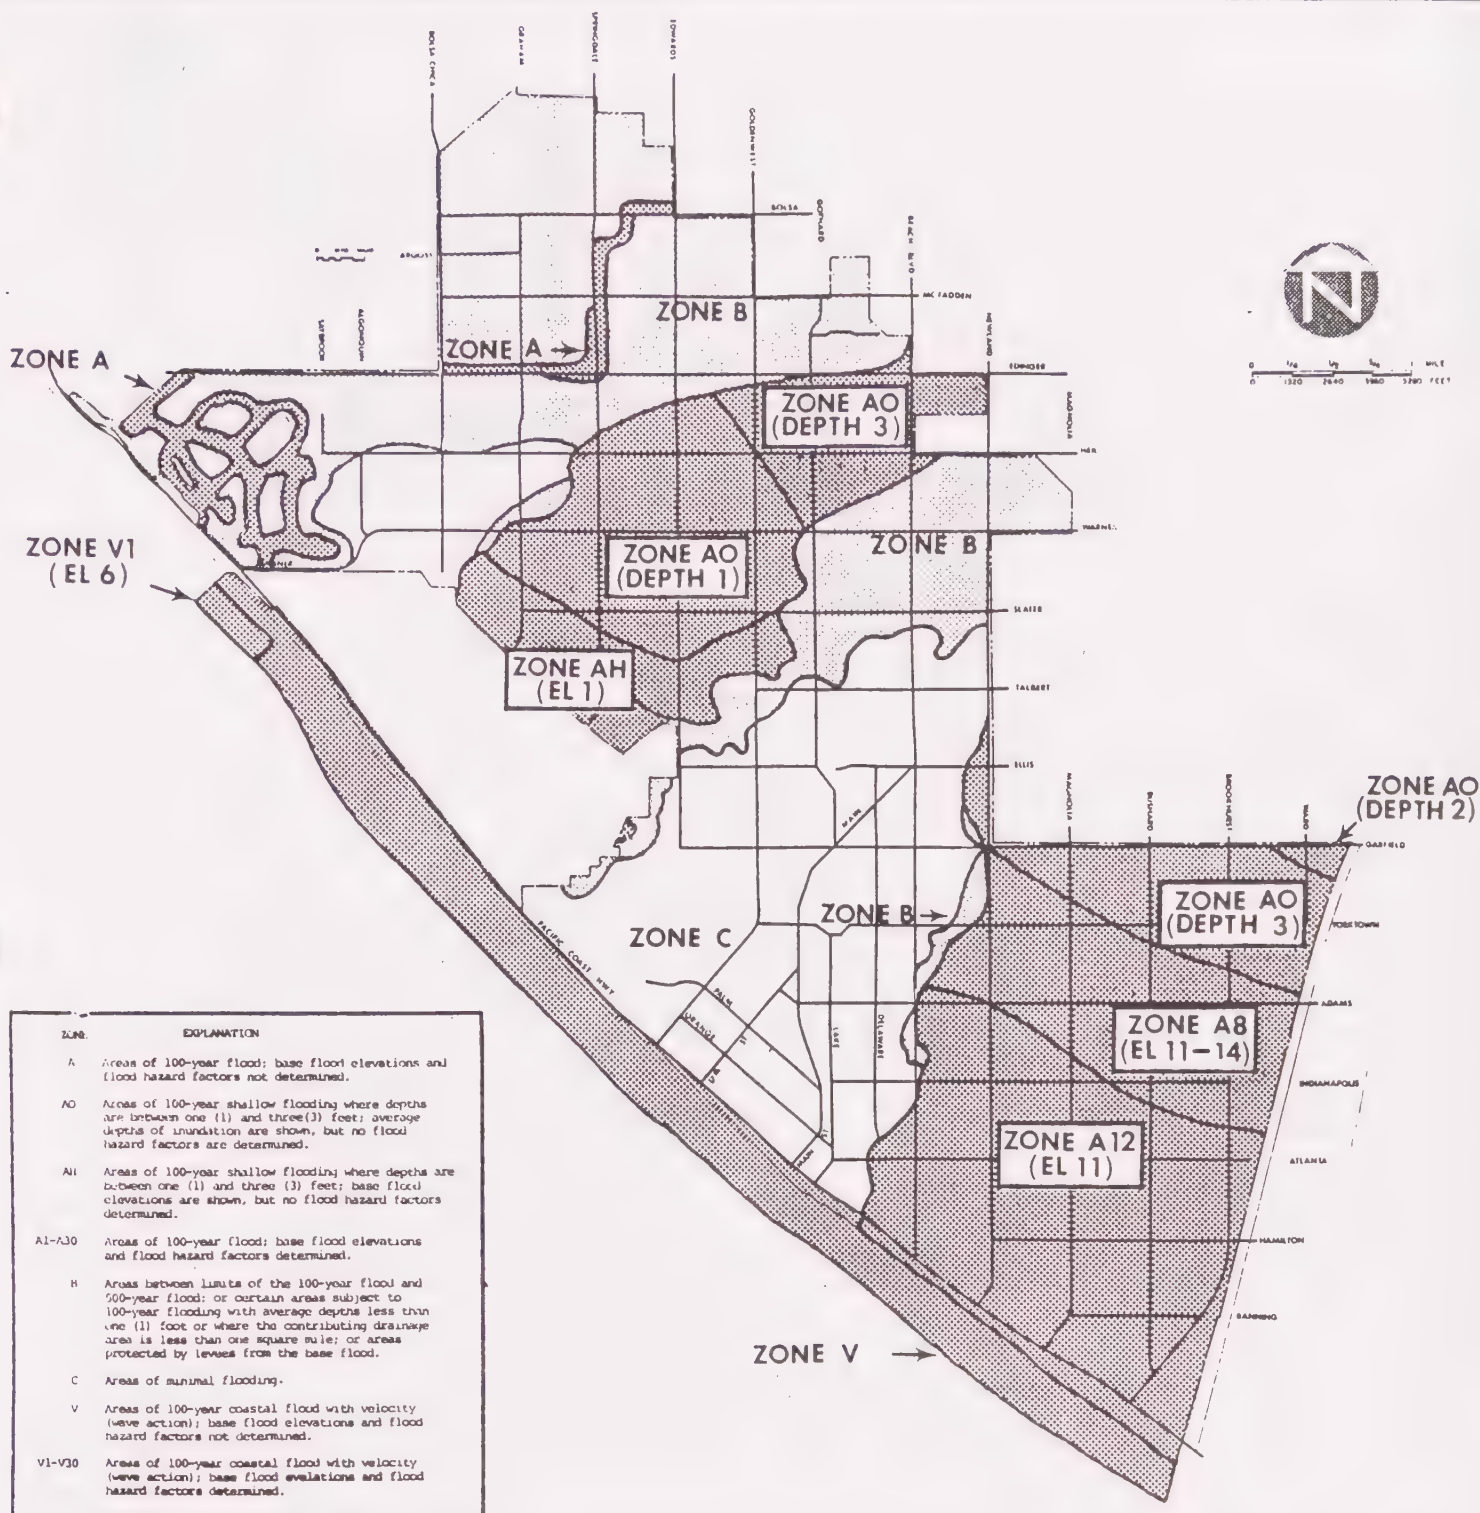 BOLSA CHICA
GRAHAM
SPRINGDALE
EDWARDS
GOLDENWEST
BOLSA
GOTHARD
BEACH BLVD
ARGOSY
MC FADDEN
NEWLAND
SAYBROOK
ALGONQUIN
EDINGER
MAGNOLIA
HEIL
WARNER
SLATER
TALBERT
ELLIS
N
0 1/4 1/2 3/4 1 MILE
0 1320 2640 3960 5280 FEET
ZONE A
ZONE A
ZONE B
ZONE AO
(DEPTH 3)
ZONE V1
(EL 6)
ZONE AO
(DEPTH 1)
ZONE B
ZONE AH
(EL 1)
MAGNOLIA
BUSHARD
BROOKHURST
WARD
ZONE AO
(DEPTH 2)
GARFIELD
MAIN
ZONE AO
(DEPTH 3)
YORKTOWN
ZONE B
ZONE C
PACIFIC COAST HWY
PALM
ORANGE
17
LAKE
DELAWARE
ADAMS
ZONE A8
(EL 11-14)
INDIANAPOLIS
ZONE A12
(EL 11)
ATLANTA
MAIN
HAMILTON
BANNING
ZONE V
ZONE EXPLANATION
A Areas of 100-year flood; base flood elevations and
flood hazard factors not determined.
AO Areas of 100-year shallow flooding where depths
are between one (1) and three(3) feet; average
depths of inundation are shown, but no flood
hazard factors are determined.
AH Areas of 100-year shallow flooding where depths are
between one (1) and three (3) feet; base flood
elevations are shown, but no flood hazard factors
determined.
A1-A30 Areas of 100-year flood; base flood elevations
and flood hazard factors determined.
B Areas between limits of the 100-year flood and
500-year flood; or certain areas subject to
100-year flooding with average depths less than
one (1) foot or where the contributing drainage
area is less than one square mile; or areas
protected by levees from the base flood.
C Areas of minimal flooding.
V Areas of 100-year coastal flood with velocity
(wave action); base flood elevations and flood
hazard factors not determined.
V1-V30 Areas of 100-year coastal flood with velocity
(wave action); base flood evelations and flood
hazard factors determined.